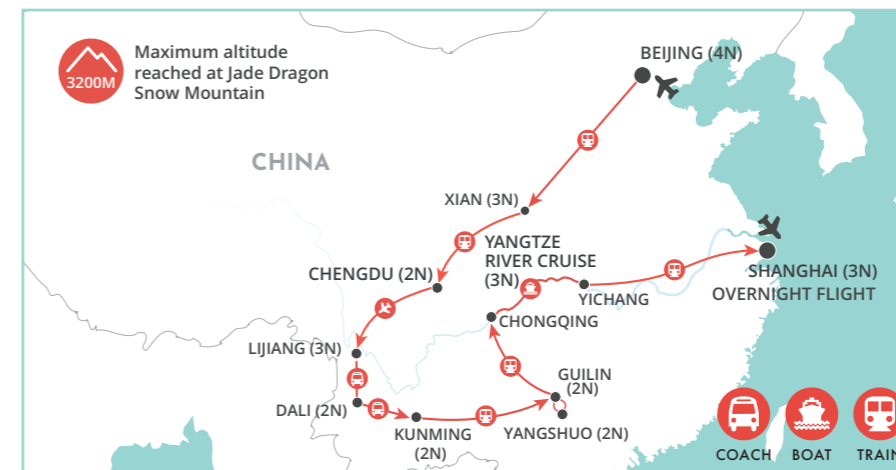 Maximum altitude
reached at Jade Dragon
Snow Mountain
3200M
BEIJING (4N)
CHINA
XIAN (3N)
YANGTZE
RIVER CRUISE
(3N)
CHENGDU (2N)
SHANGHAI (3N)
OVERNIGHT FLIGHT
YICHANG
CHONGQING
LIJIANG (3N)
GUILIN
(2N)
DALI (2N)
KUNMING
(2N)
YANGSHUO (2N)
COACH
BOAT
TRAIN